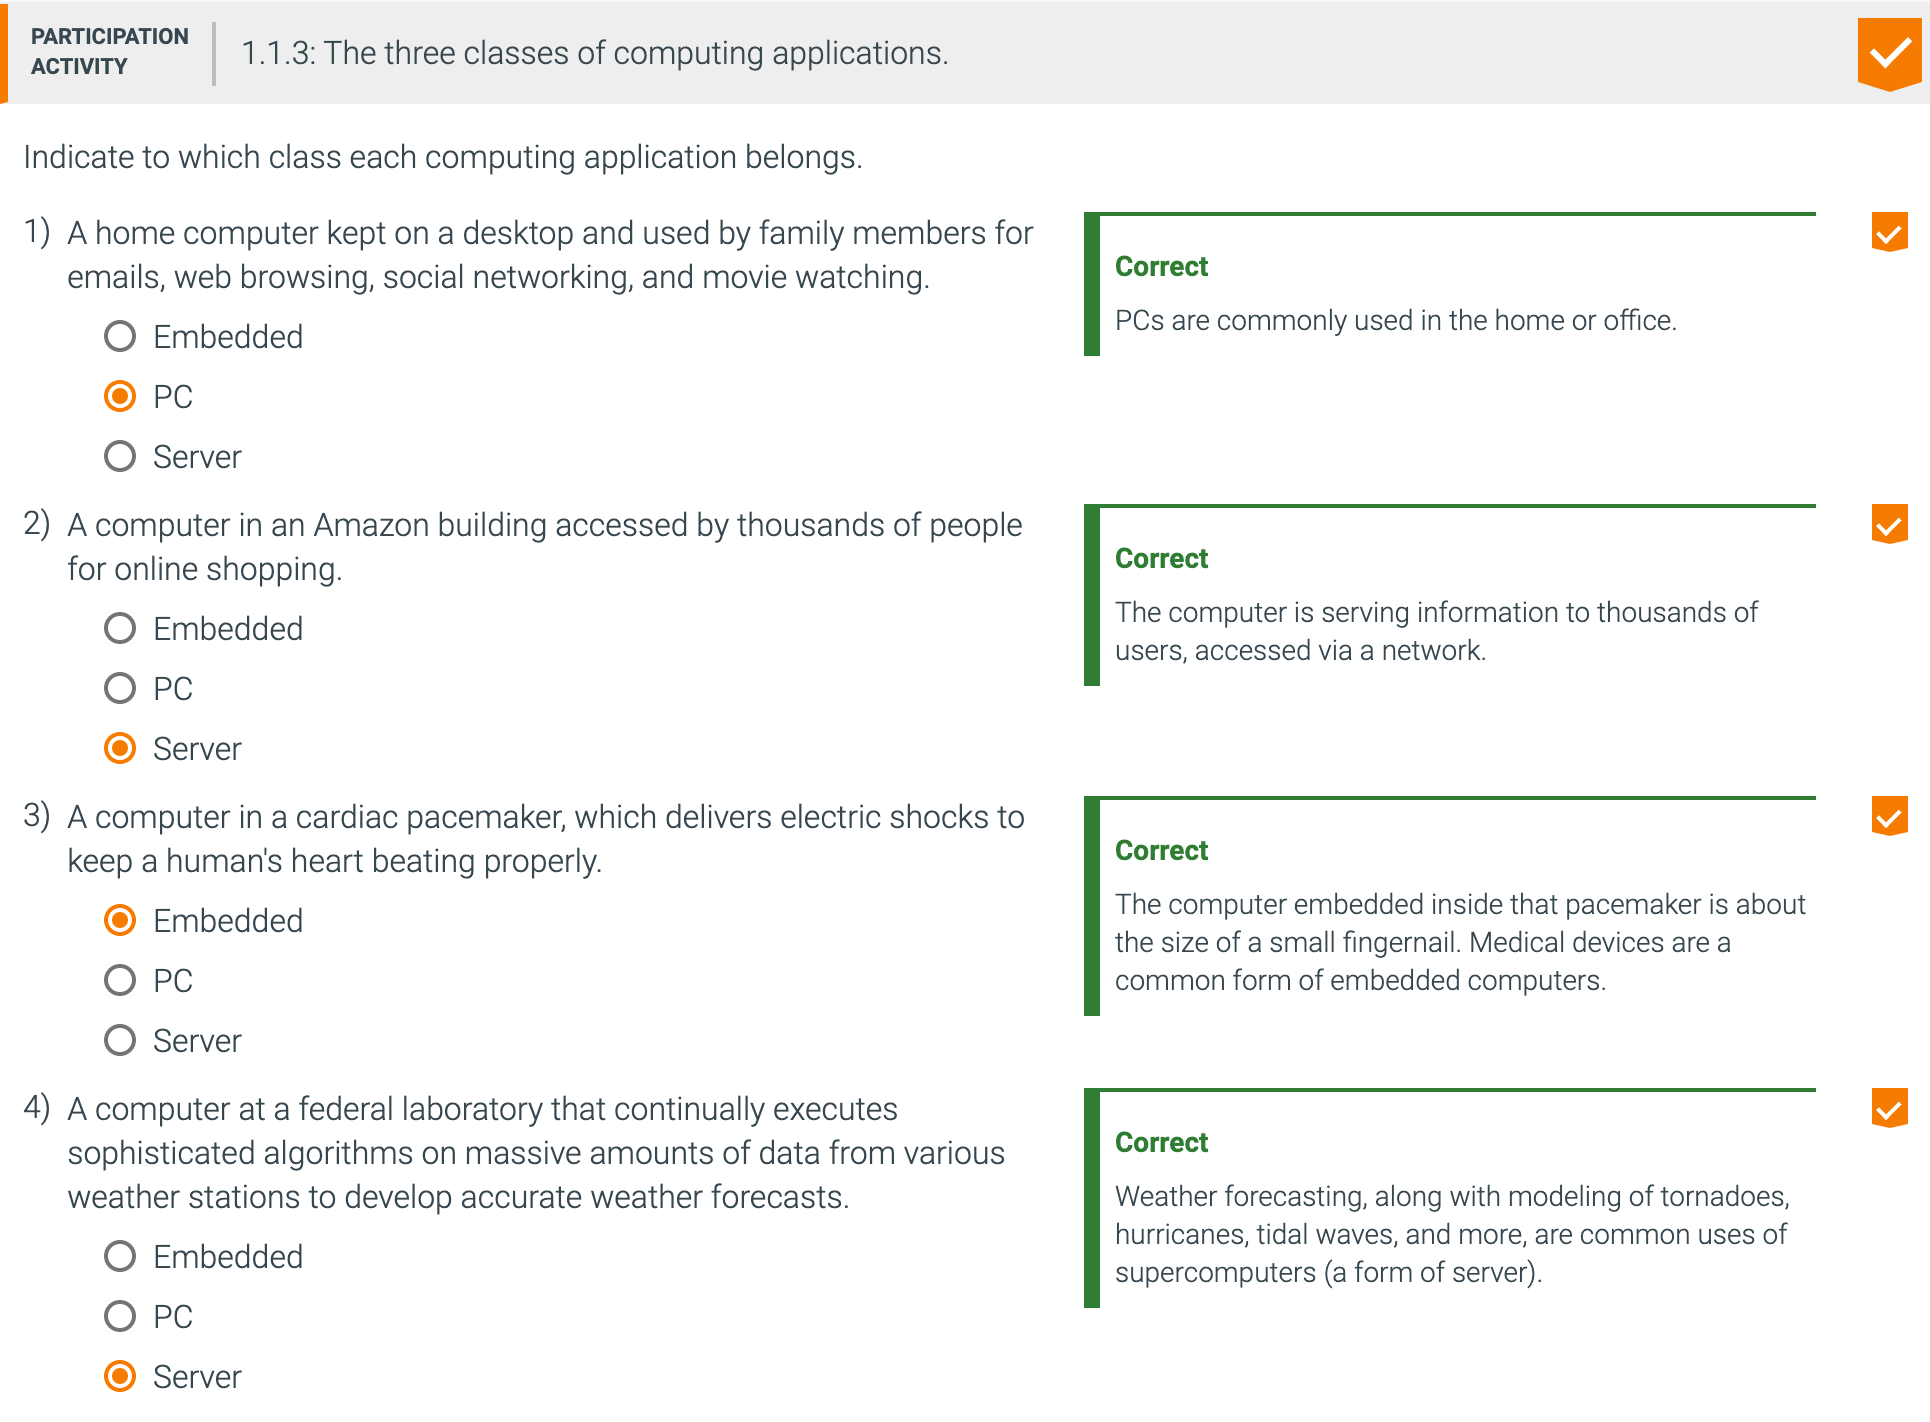 PARTICIPATION
ACTIVITY
1.1.3: The three classes of computing applications.
Indicate to which class each computing application belongs.
1) A home computer kept on a desktop and used by family members for
emails, web browsing, social networking, and movie watching.
Embedded
PC
Server
Correct
PCs are commonly used in the home or office.
2) A computer in an Amazon building accessed by thousands of people
for online shopping.
Embedded
PC
Server
Correct
The computer is serving information to thousands of
users, accessed via a network.
3) A computer in a cardiac pacemaker, which delivers electric shocks to
keep a human's heart beating properly.
Embedded
PC
Server
Correct
The computer embedded inside that pacemaker is about
the size of a small fingernail. Medical devices are a
common form of embedded computers.
4) A computer at a federal laboratory that continually executes
sophisticated algorithms on massive amounts of data from various
weather stations to develop accurate weather forecasts.
Embedded
PC
Server
Correct
Weather forecasting, along with modeling of tornadoes,
hurricanes, tidal waves, and more, are common uses of
supercomputers (a form of server).